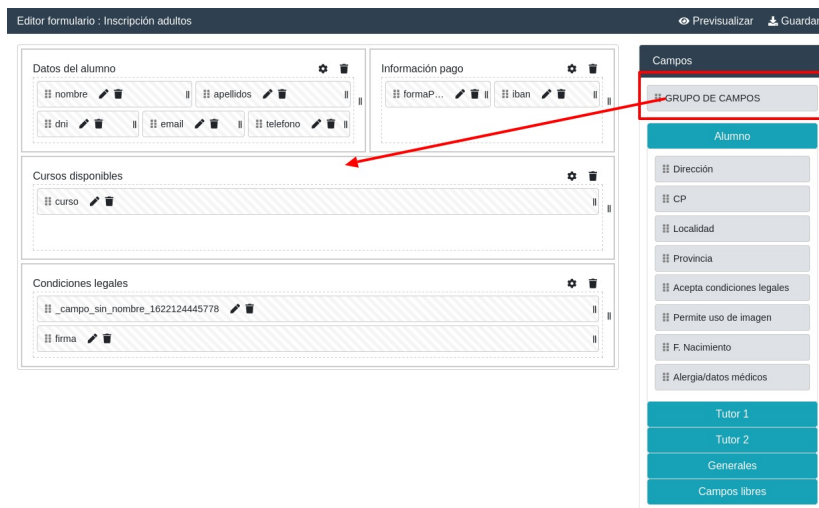 Editor formulario : Inscripción adultos
Previsualizar
Guardar
Datos del alumno
nombre
apellidos
dni
email
telefono
Información pago
formaP...
iban
Cursos disponibles
curso
Condiciones legales
_campo_sin_nombre_1622124445778
firma
Campos
GRUPO DE CAMPOS
Alumno
Dirección
CP
Localidad
Provincia
Acepta condiciones legales
Permite uso de imagen
F. Nacimiento
Alergia/datos médicos
Tutor 1
Tutor 2
Generales
Campos libres